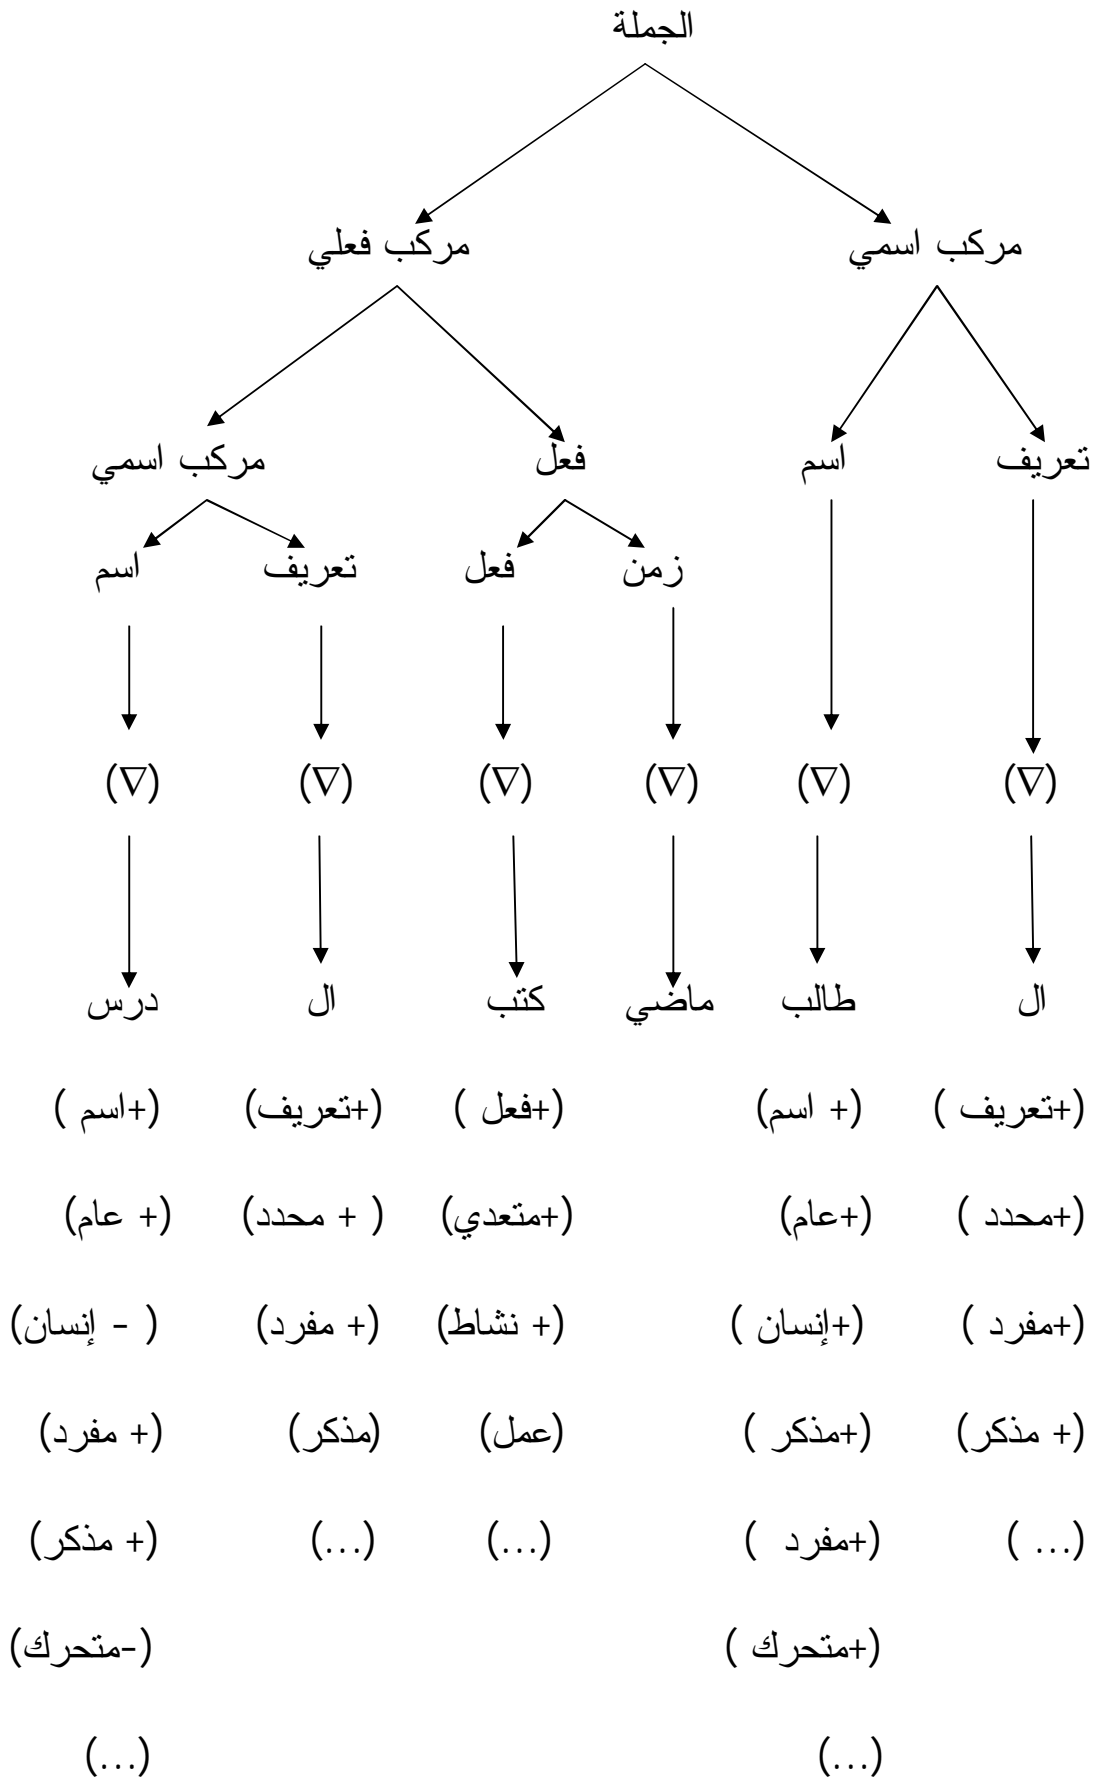 الجملة
مركب اسمي مركب فعلي
تعريف اسم فعل مركب اسمي
زمن فعل تعريف اسم
(∇) (∇) (∇) (∇) (∇) (∇)
ال طالب ماضي كتب ال درس
(+تعريف ) (+ اسم) (+فعل ) (+تعريف) (+اسم )
(+محدد ) (+عام) (+متعدي) ( + محدد) (+ عام)
(+مفرد ) (+إنسان ) (+ نشاط) (+ مفرد) ( - إنسان)
(+ مذكر) (+مذكر ) (عمل) (مذكر) (+ مفرد)
(... ) (+مفرد ) (...) (...) (+ مذكر)
(+متحرك ) (-متحرك)
(...) (...)